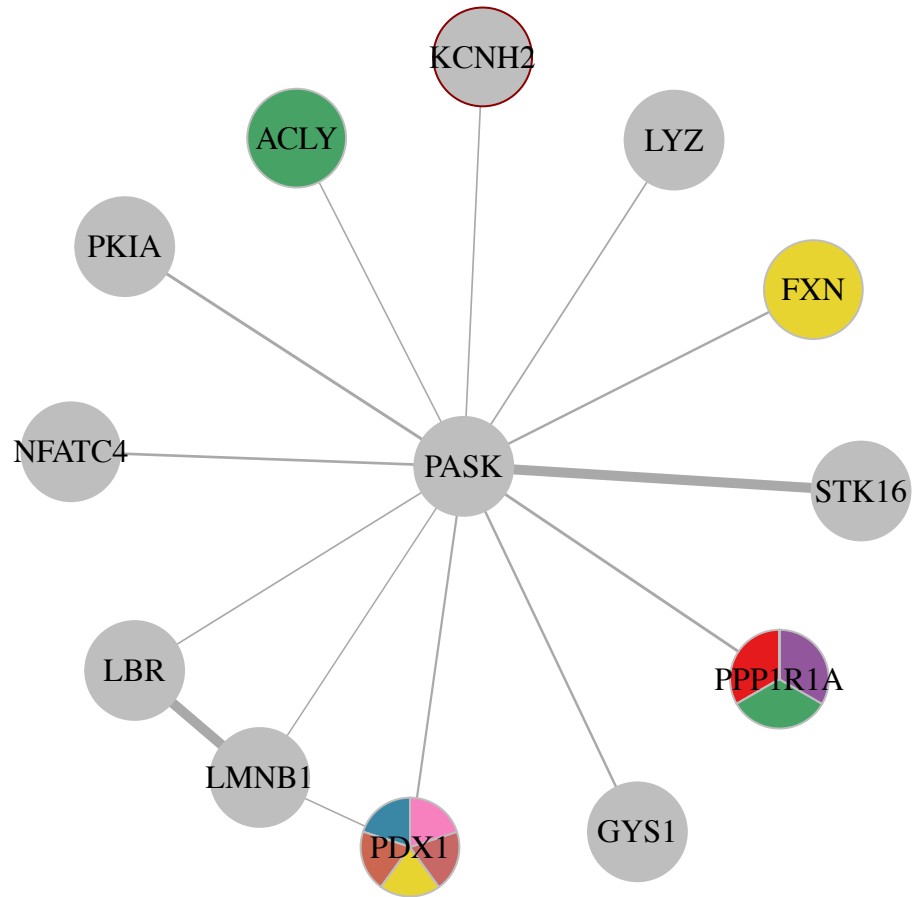 KCNH2
ACLY
LYZ
PKIA
FXN
NFATC4
PASK
STK16
LBR
PPP1R1A
LMNB1
GYS1
PDX1